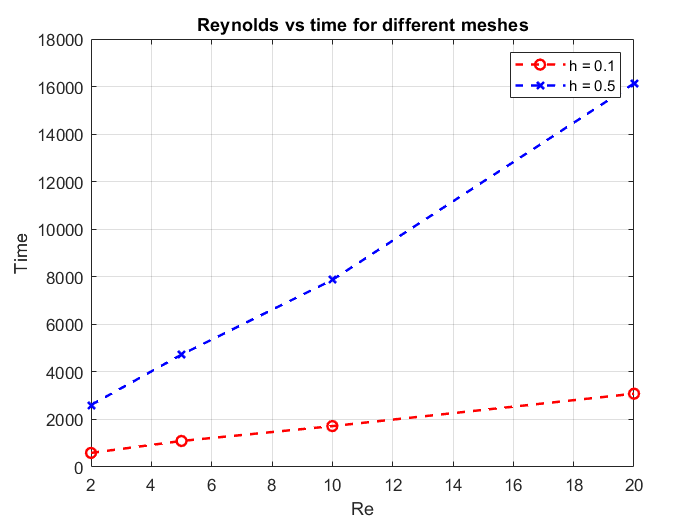 Reynolds vs time for different meshes
h = 0.1
h = 0.5
18000
16000
14000
12000
10000
8000
6000
4000
2000
0
Time
2 4 6 8 10 12 14 16 18 20
Re